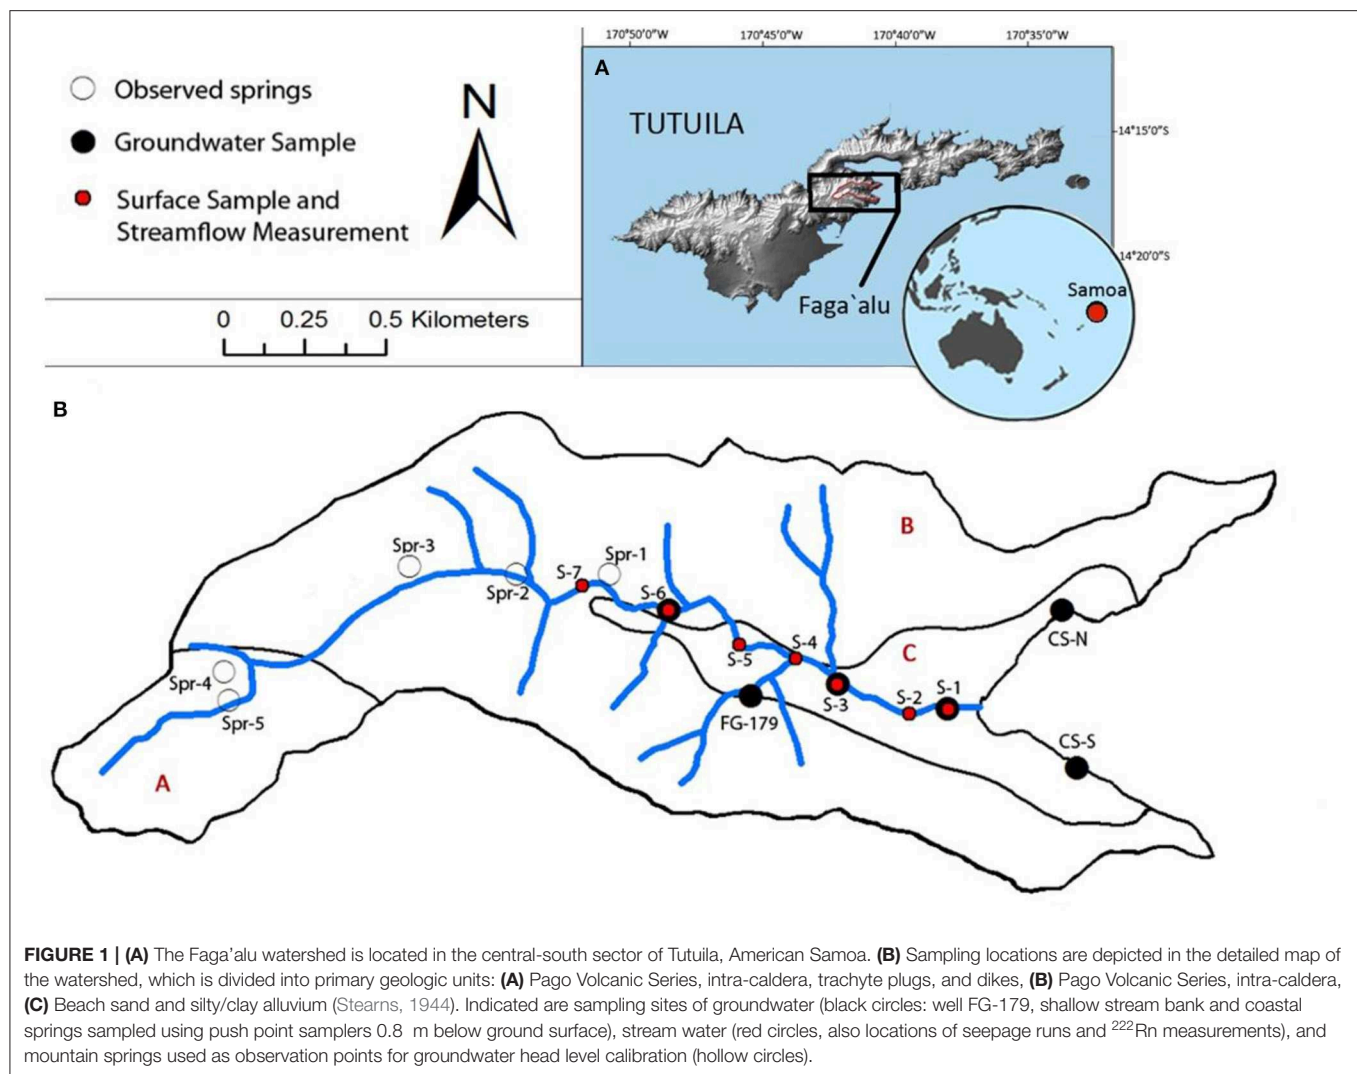 170°50'0"W 170°45'0"W 170°40'0"W 170°35'0"W
A
Observed springs
N
Groundwater Sample
TUTUILA
14°15'0"S
Surface Sample and
Streamflow Measurement
14°20'0"S
Samoa
Faga`alu
0 0.25 0.5 Kilometers
B
B
Spr-3
Spr-1
S-7
Spr-2
S-6
CS-N
S-4
C
S-5
Spr-4
S-3
S-2
S-1
Spr-5
FG-179
CS-S
A
FIGURE 1 | (A) The Faga'alu watershed is located in the central-south sector of Tutuila, American Samoa. (B) Sampling locations are depicted in the detailed map of
the watershed, which is divided into primary geologic units: (A) Pago Volcanic Series, intra-caldera, trachyte plugs, and dikes, (B) Pago Volcanic Series, intra-caldera,
(C) Beach sand and silty/clay alluvium (Stearns, 1944). Indicated are sampling sites of groundwater (black circles: well FG-179, shallow stream bank and coastal
springs sampled using push point samplers 0.8 m below ground surface), stream water (red circles, also locations of seepage runs and ²²²Rn measurements), and
mountain springs used as observation points for groundwater head level calibration (hollow circles).